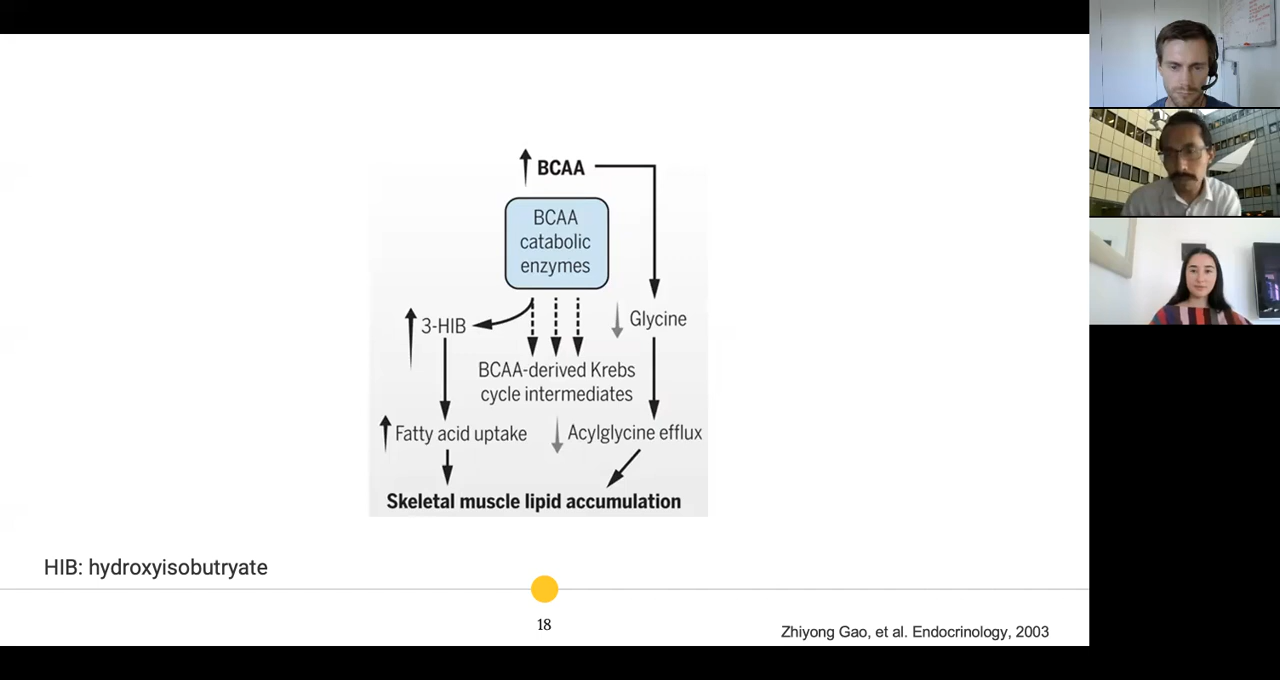 BCAA
BCAA
catabolic
enzymes
3-HIB
Glycine
BCAA-derived Krebs
cycle intermediates
Fatty acid uptake
Acylglycine efflux
Skeletal muscle lipid accumulation
HIB: hydroxyisobutryate
18
Zhiyong Gao, et al. Endocrinology, 2003